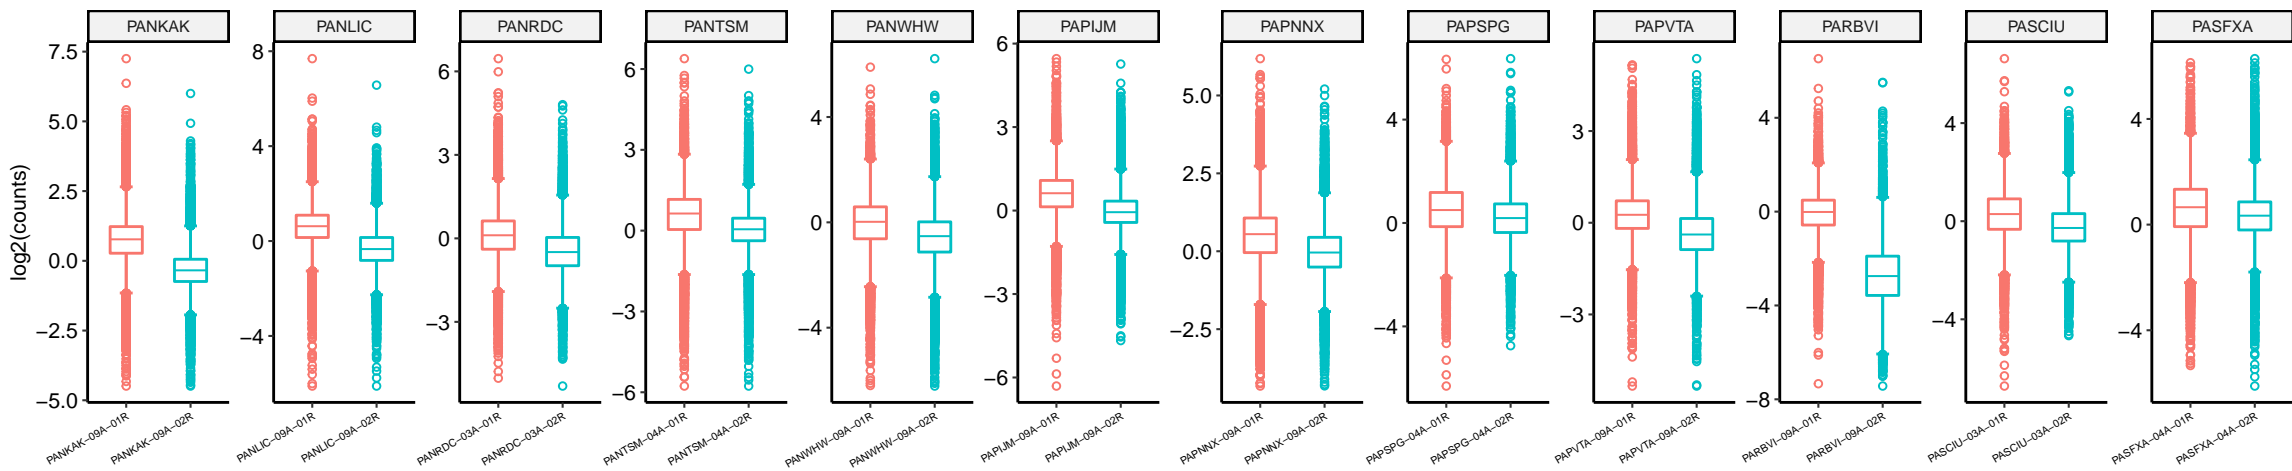 PANKAK PANLIC PANRDC PANTSM PANWHW PAPIJM PAPNNX PAPSPG PAPVTA PARBVI PASCIU PASFXA
log2(counts)
7.5
5.0
2.5
0.0
−2.5
−5.0
8
4
0
−4
6
3
0
−3
6
3
0
−3
−6
4
0
−4
6
3
0
−3
−6
5.0
2.5
0.0
−2.5
4
0
−4
3
0
−3
4
0
−4
−8
4
0
−4
4
0
−4
PANKAK−09A−01R
PANKAK−09A−02R
PANLIC−09A−01R
PANLIC−09A−02R
PANRDC−03A−01R
PANRDC−03A−02R
PANTSM−04A−01R
PANTSM−04A−02R
PANWHW−09A−01R
PANWHW−09A−02R
PAPIJM−09A−01R
PAPIJM−09A−02R
PAPNNX−09A−01R
PAPNNX−09A−02R
PAPSPG−04A−01R
PAPSPG−04A−02R
PAPVTA−09A−01R
PAPVTA−09A−02R
PARBVI−09A−01R
PARBVI−09A−02R
PASCIU−03A−01R
PASCIU−03A−02R
PASFXA−04A−01R
PASFXA−04A−02R